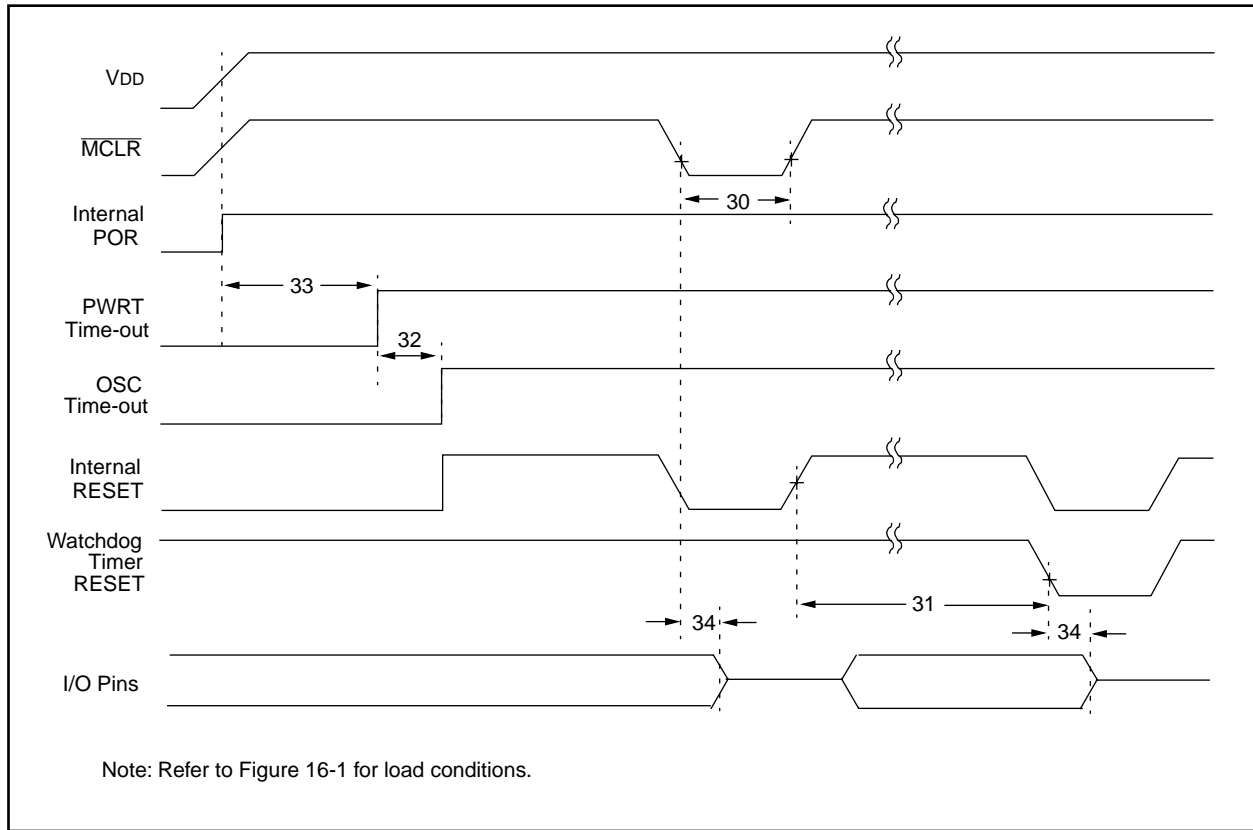 VDD
MCLR
30
Internal
POR
33
PWRT
Time-out
32
OSC
Time-out
Internal
RESET
Watchdog
Timer
RESET
31
34
34
I/O Pins
Note: Refer to Figure 16-1 for load conditions.